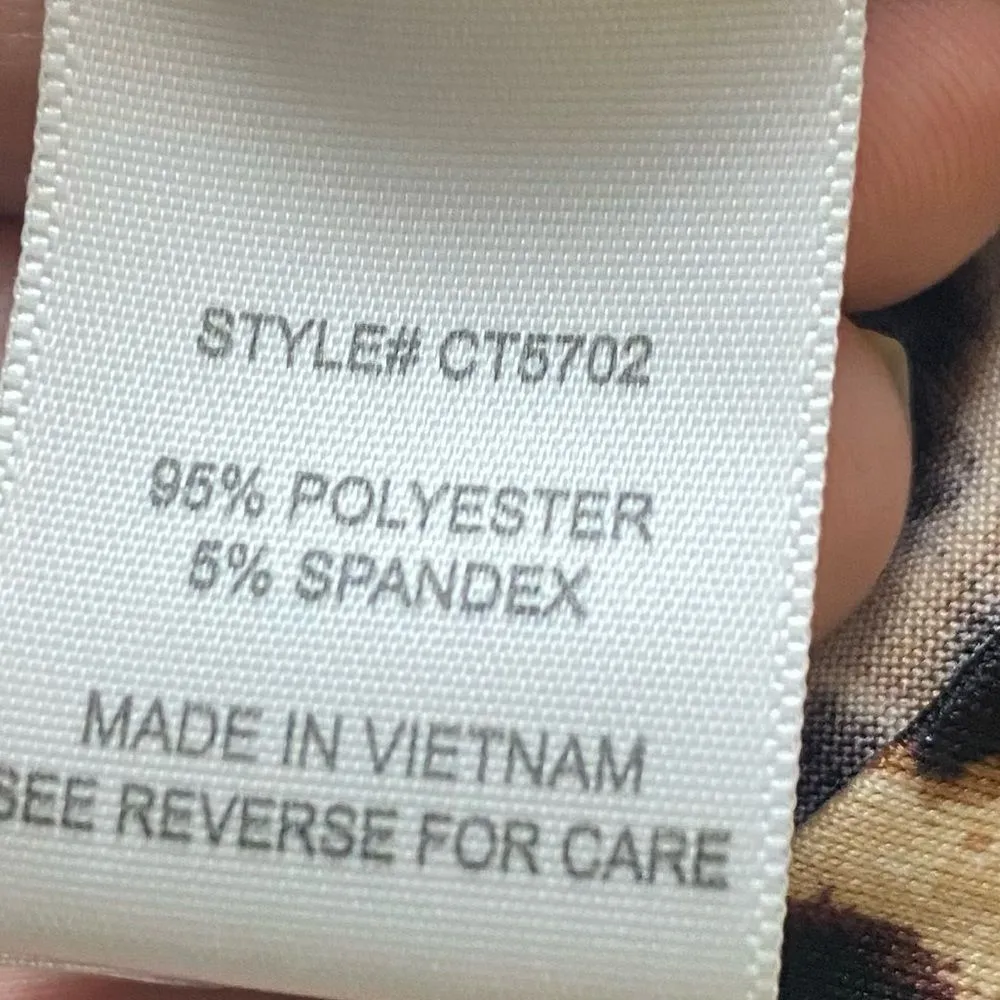 STYLE# CT5702
95% POLYESTER
5% SPANDEX
MADE IN VIETNAM
SEE REVERSE FOR CARE